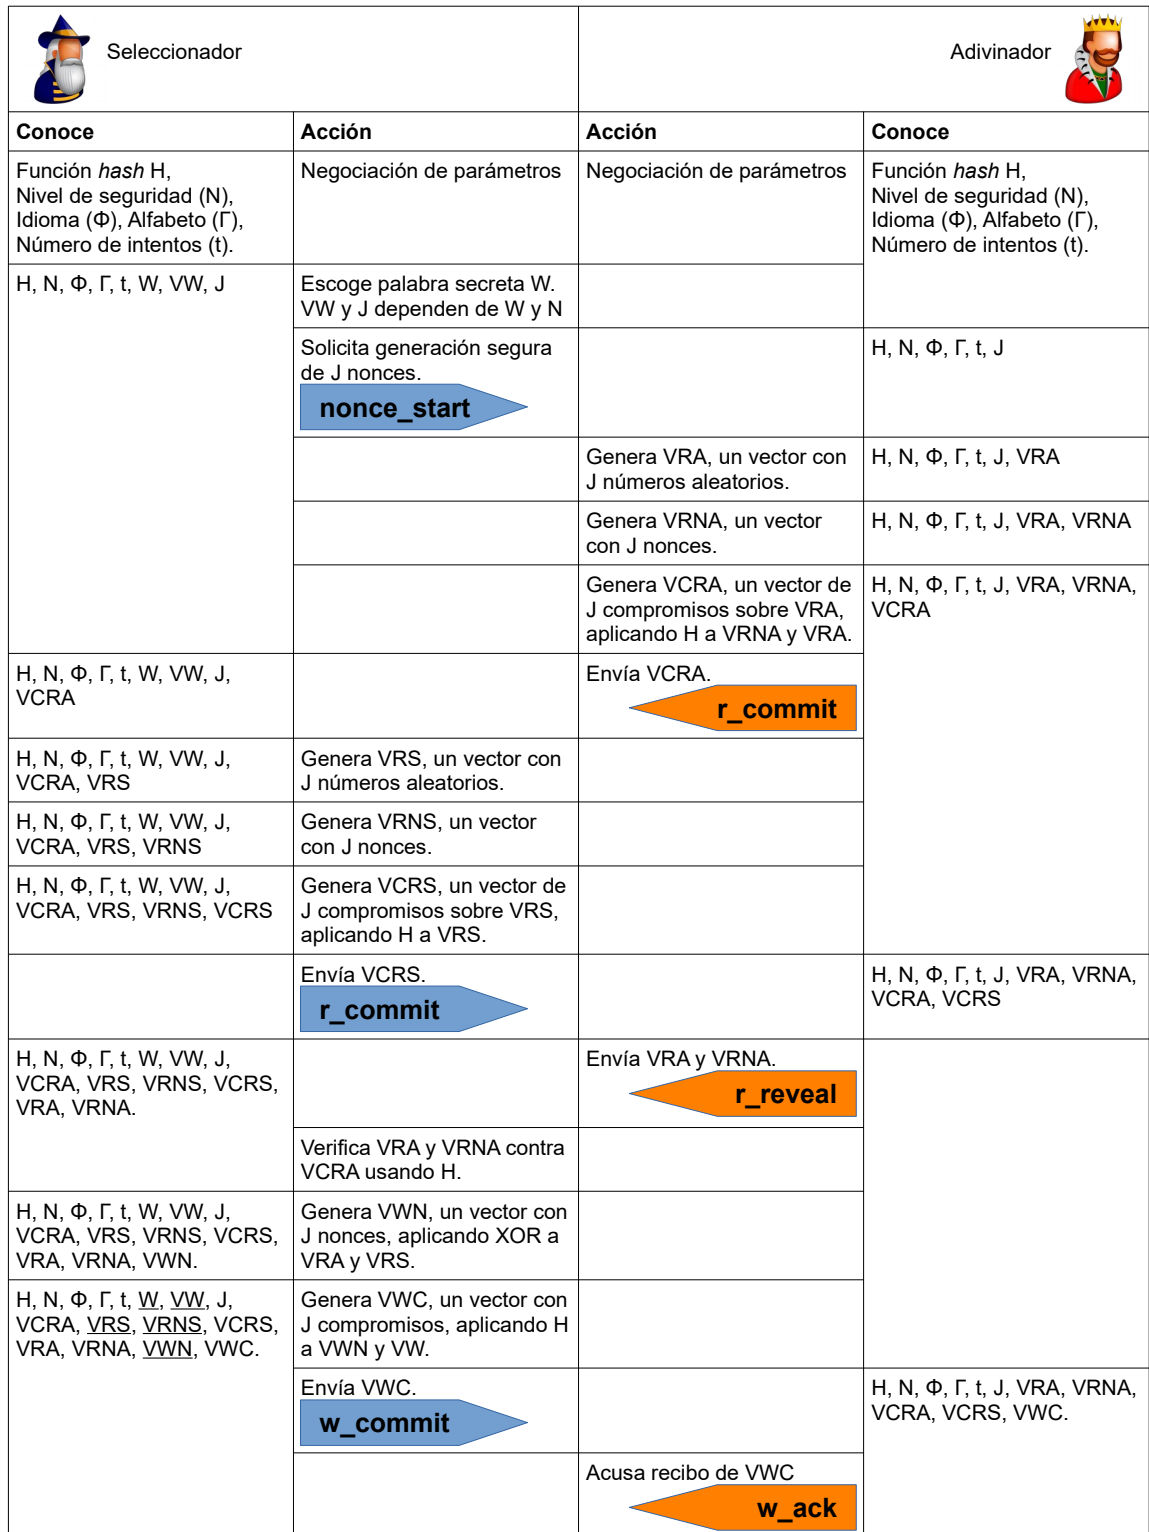 Seleccionador
Adivinador
Conoce
Acción
Acción
Conoce
Función hash H,
Nivel de seguridad (N),
Idioma (Φ), Alfabeto (Γ),
Número de intentos (t).
Negociación de parámetros
Negociación de parámetros
Función hash H,
Nivel de seguridad (N),
Idioma (Φ), Alfabeto (Γ),
Número de intentos (t).
H, N, Φ, Γ, t, W, VW, J
Escoge palabra secreta W.
VW y J dependen de W y N
Solicita generación segura
de J nonces.
nonce_start
H, N, Φ, Γ, t, J
Genera VRA, un vector con
J números aleatorios.
H, N, Φ, Γ, t, J, VRA
Genera VRNA, un vector
con J nonces.
H, N, Φ, Γ, t, J, VRA, VRNA
Genera VCRA, un vector de
J compromisos sobre VRA,
aplicando H a VRNA y VRA.
H, N, Φ, Γ, t, J, VRA, VRNA,
VCRA
H, N, Φ, Γ, t, W, VW, J,
VCRA
Envía VCRA.
r_commit
H, N, Φ, Γ, t, W, VW, J,
VCRA, VRS
Genera VRS, un vector con
J números aleatorios.
H, N, Φ, Γ, t, W, VW, J,
VCRA, VRS, VRNS
Genera VRNS, un vector
con J nonces.
H, N, Φ, Γ, t, W, VW, J,
VCRA, VRS, VRNS, VCRS
Genera VCRS, un vector de
J compromisos sobre VRS,
aplicando H a VRS.
Envía VCRS.
r_commit
H, N, Φ, Γ, t, J, VRA, VRNA,
VCRA, VCRS
H, N, Φ, Γ, t, W, VW, J,
VCRA, VRS, VRNS, VCRS,
VRA, VRNA.
Envía VRA y VRNA.
r_reveal
Verifica VRA y VRNA contra
VCRA usando H.
H, N, Φ, Γ, t, W, VW, J,
VCRA, VRS, VRNS, VCRS,
VRA, VRNA, VWN.
Genera VWN, un vector con
J nonces, aplicando XOR a
VRA y VRS.
H, N, Φ, Γ, t, W, VW, J,
VCRA, VRS, VRNS, VCRS,
VRA, VRNA, VWN, VWC.
Genera VWC, un vector con
J compromisos, aplicando H
a VWN y VW.
Envía VWC.
w_commit
H, N, Φ, Γ, t, J, VRA, VRNA,
VCRA, VCRS, VWC.
Acusa recibo de VWC
w_ack